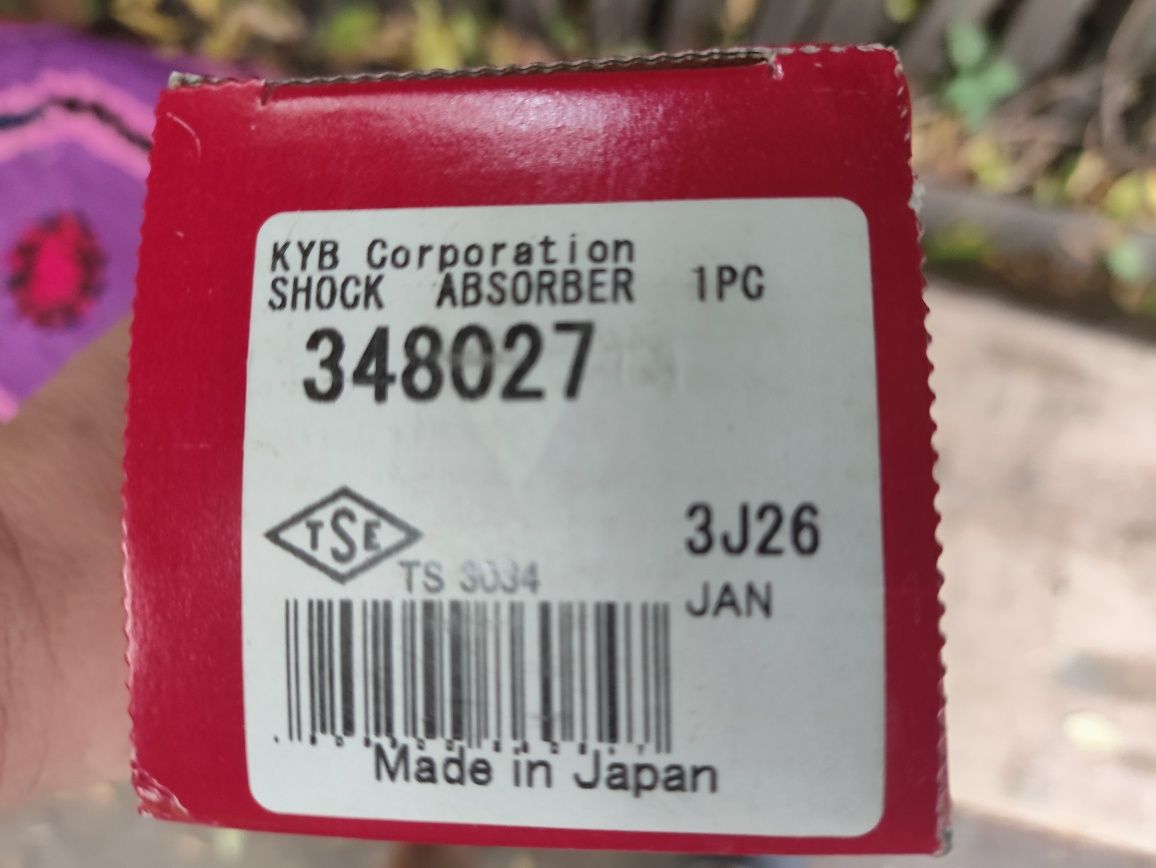 KYB Corporation
SHOCK ABSORBER 1PC
348027
TSE
TS 3034
3J26
JAN
Made in Japan